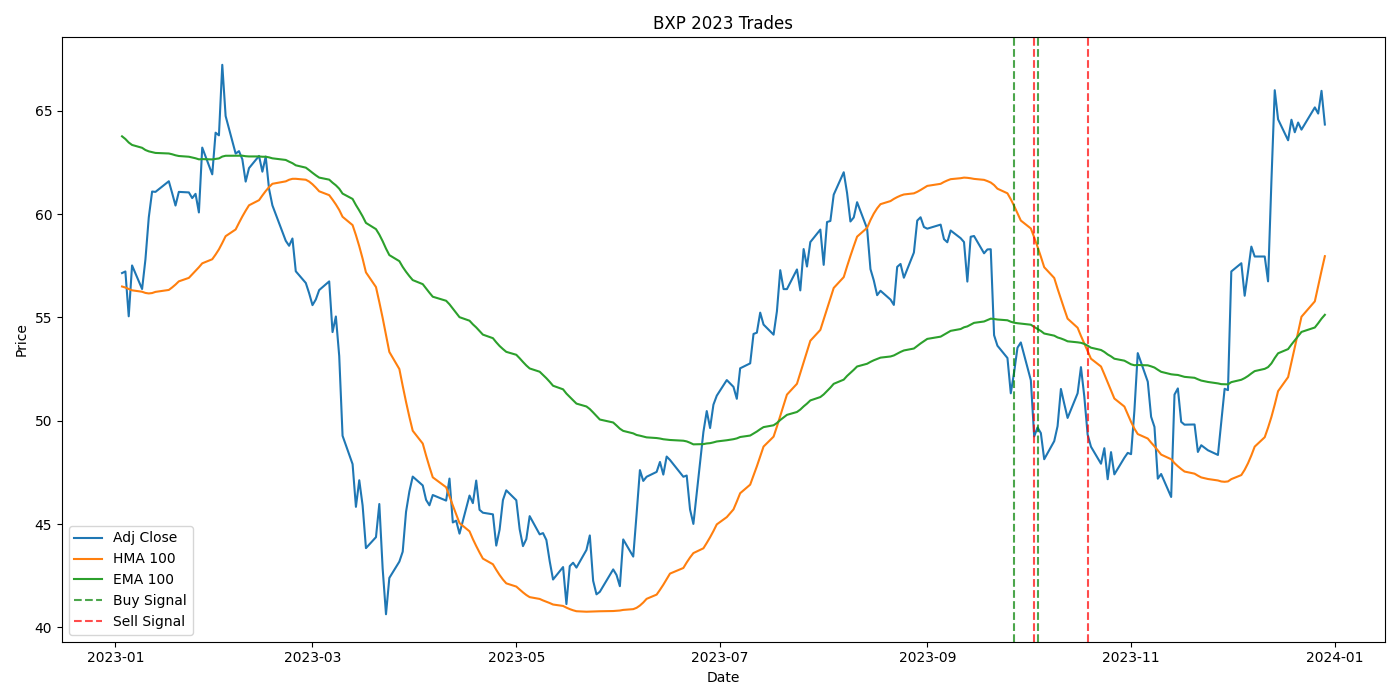 BXP 2023 Trades
Price
65
60
55
50
45
40
Adj Close
HMA 100
EMA 100
Buy Signal
Sell Signal
2023-01
2023-03
2023-05
2023-07
2023-09
2023-11
2024-01
Date